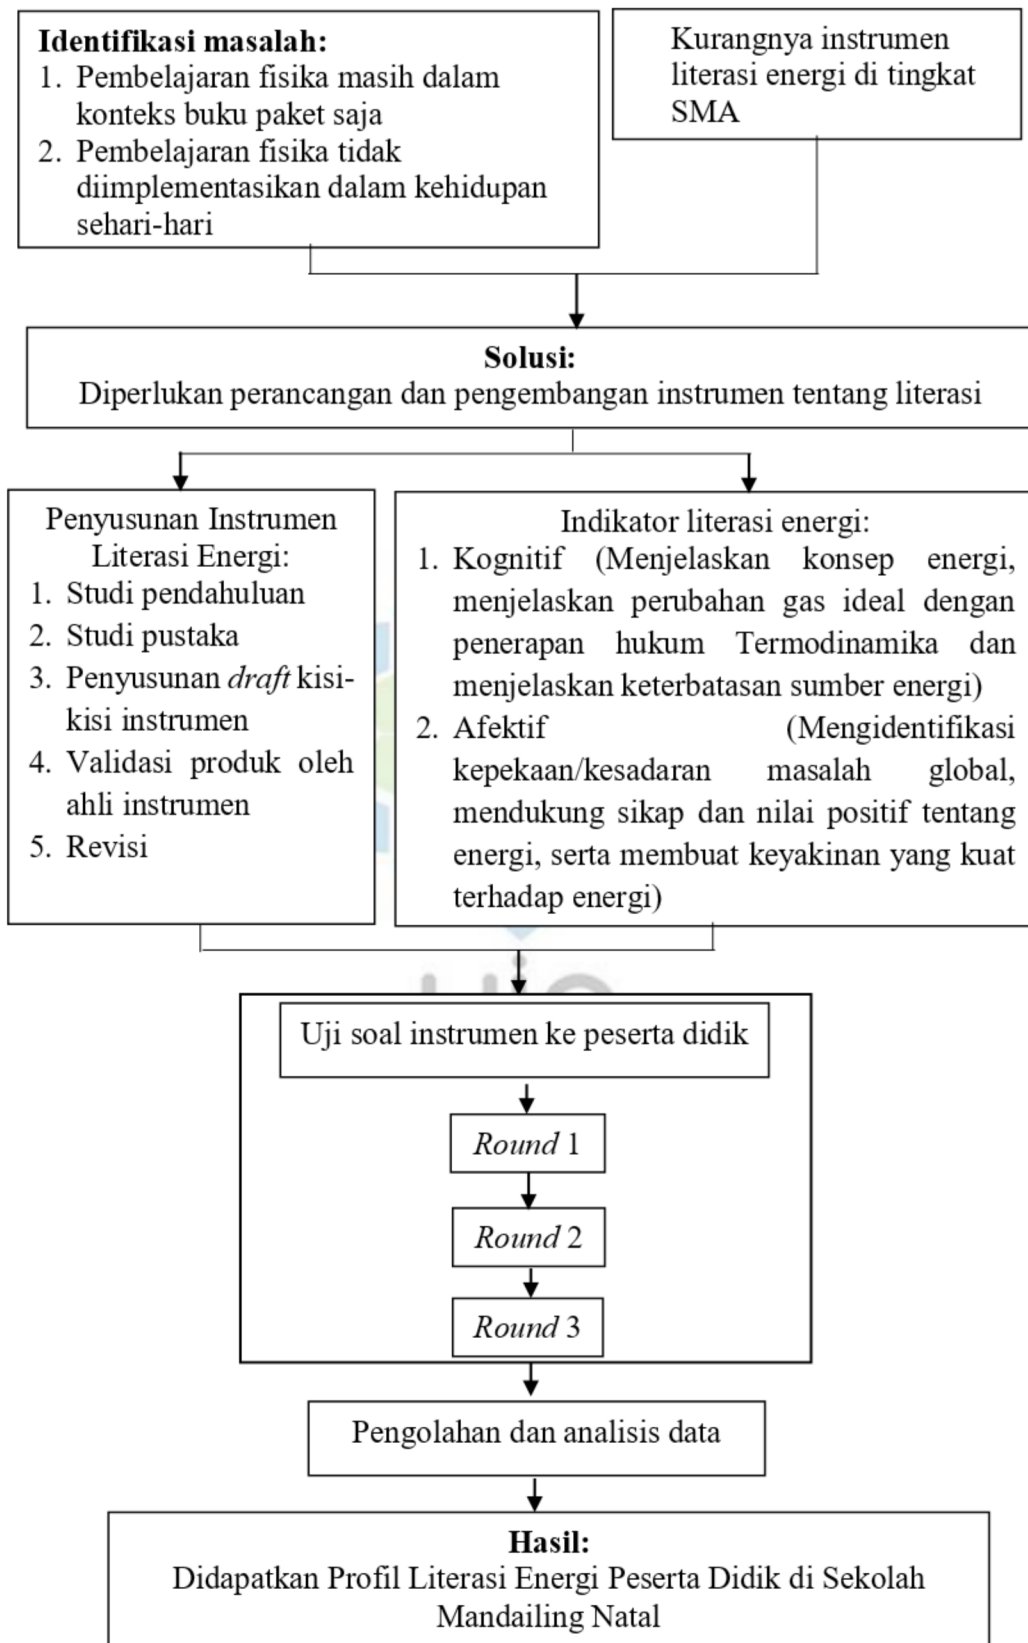 Identifikasi masalah:
1. Pembelajaran fisika masih dalam
konteks buku paket saja
2. Pembelajaran fisika tidak
diimplementasikan dalam kehidupan
sehari-hari
Kurangnya instrumen
literasi energi di tingkat
SMA
Solusi:
Diperlukan perancangan dan pengembangan instrumen tentang literasi
Penyusunan Instrumen
Literasi Energi:
1. Studi pendahuluan
2. Studi pustaka
3. Penyusunan draft kisi-
kisi instrumen
4. Validasi produk oleh
ahli instrumen
5. Revisi
Indikator literasi energi:
1. Kognitif (Menjelaskan konsep energi,
menjelaskan perubahan gas ideal dengan
penerapan hukum Termodinamika dan
menjelaskan keterbatasan sumber energi)
2. Afektif (Mengidentifikasi
kepekaan/kesadaran masalah global,
mendukung sikap dan nilai positif tentang
energi, serta membuat keyakinan yang kuat
terhadap energi)
Uji soal instrumen ke peserta didik
Round 1
Round 2
Round 3
Pengolahan dan analisis data
Hasil:
Didapatkan Profil Literasi Energi Peserta Didik di Sekolah
Mandailing Natal